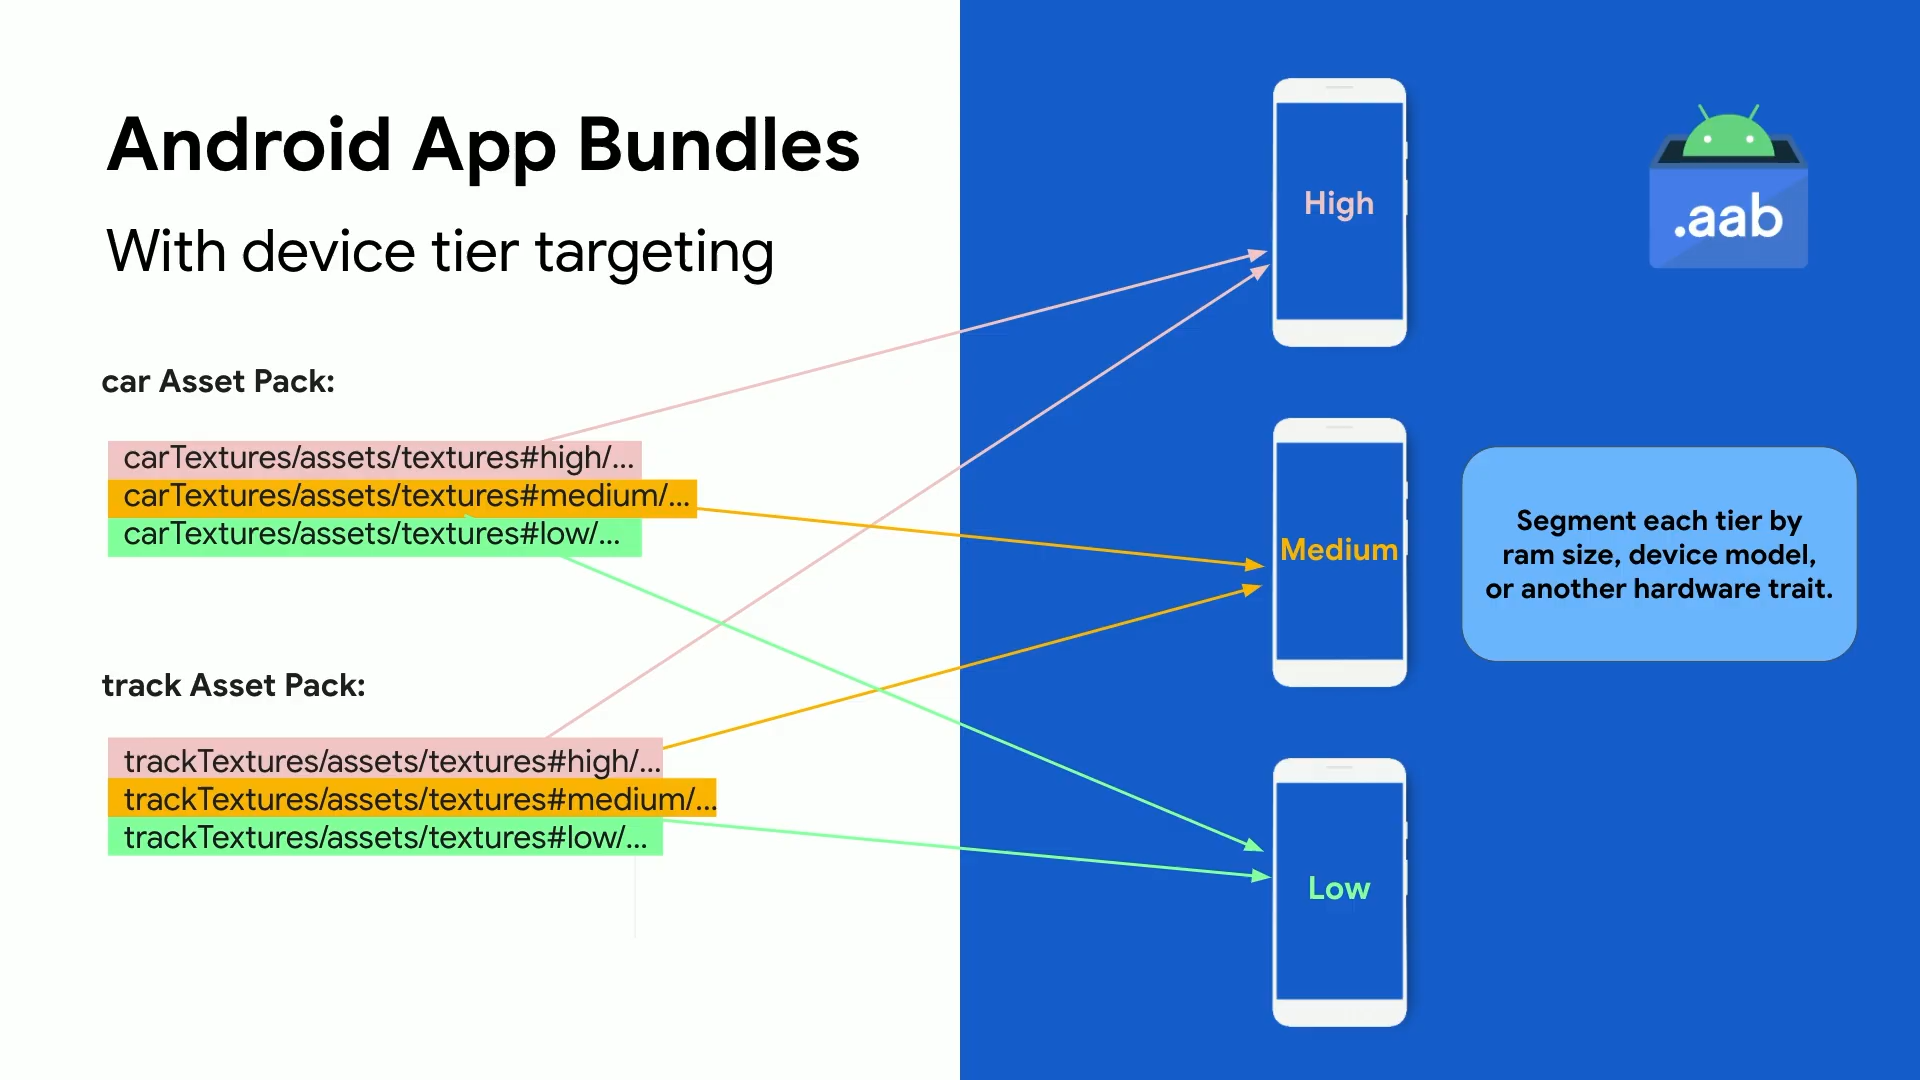 Android App Bundles
With device tier targeting
car Asset Pack:
carTextures/assets/textures#high/...
carTextures/assets/textures#medium/...
carTextures/assets/textures#low/...
track Asset Pack:
trackTextures/assets/textures#high/...
trackTextures/assets/textures#medium/...
trackTextures/assets/textures#low/...
High
Medium
Low
.aab
Segment each tier by
ram size, device model,
or another hardware trait.